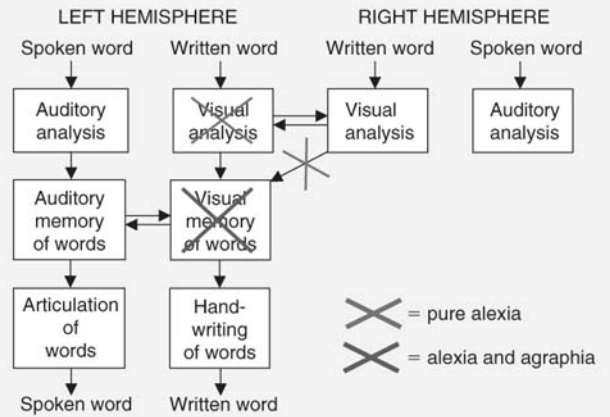 LEFT HEMISPHERE RIGHT HEMISPHERE
Spoken word Written word Written word Spoken word
Auditory
analysis
Visual
analysis
Visual
analysis
Auditory
analysis
Auditory
memory
of words
Visual
memory
of words
Articulation
of
words
Hand-
writing
of words
Spoken word Written word
= pure alexia
= alexia and agraphia